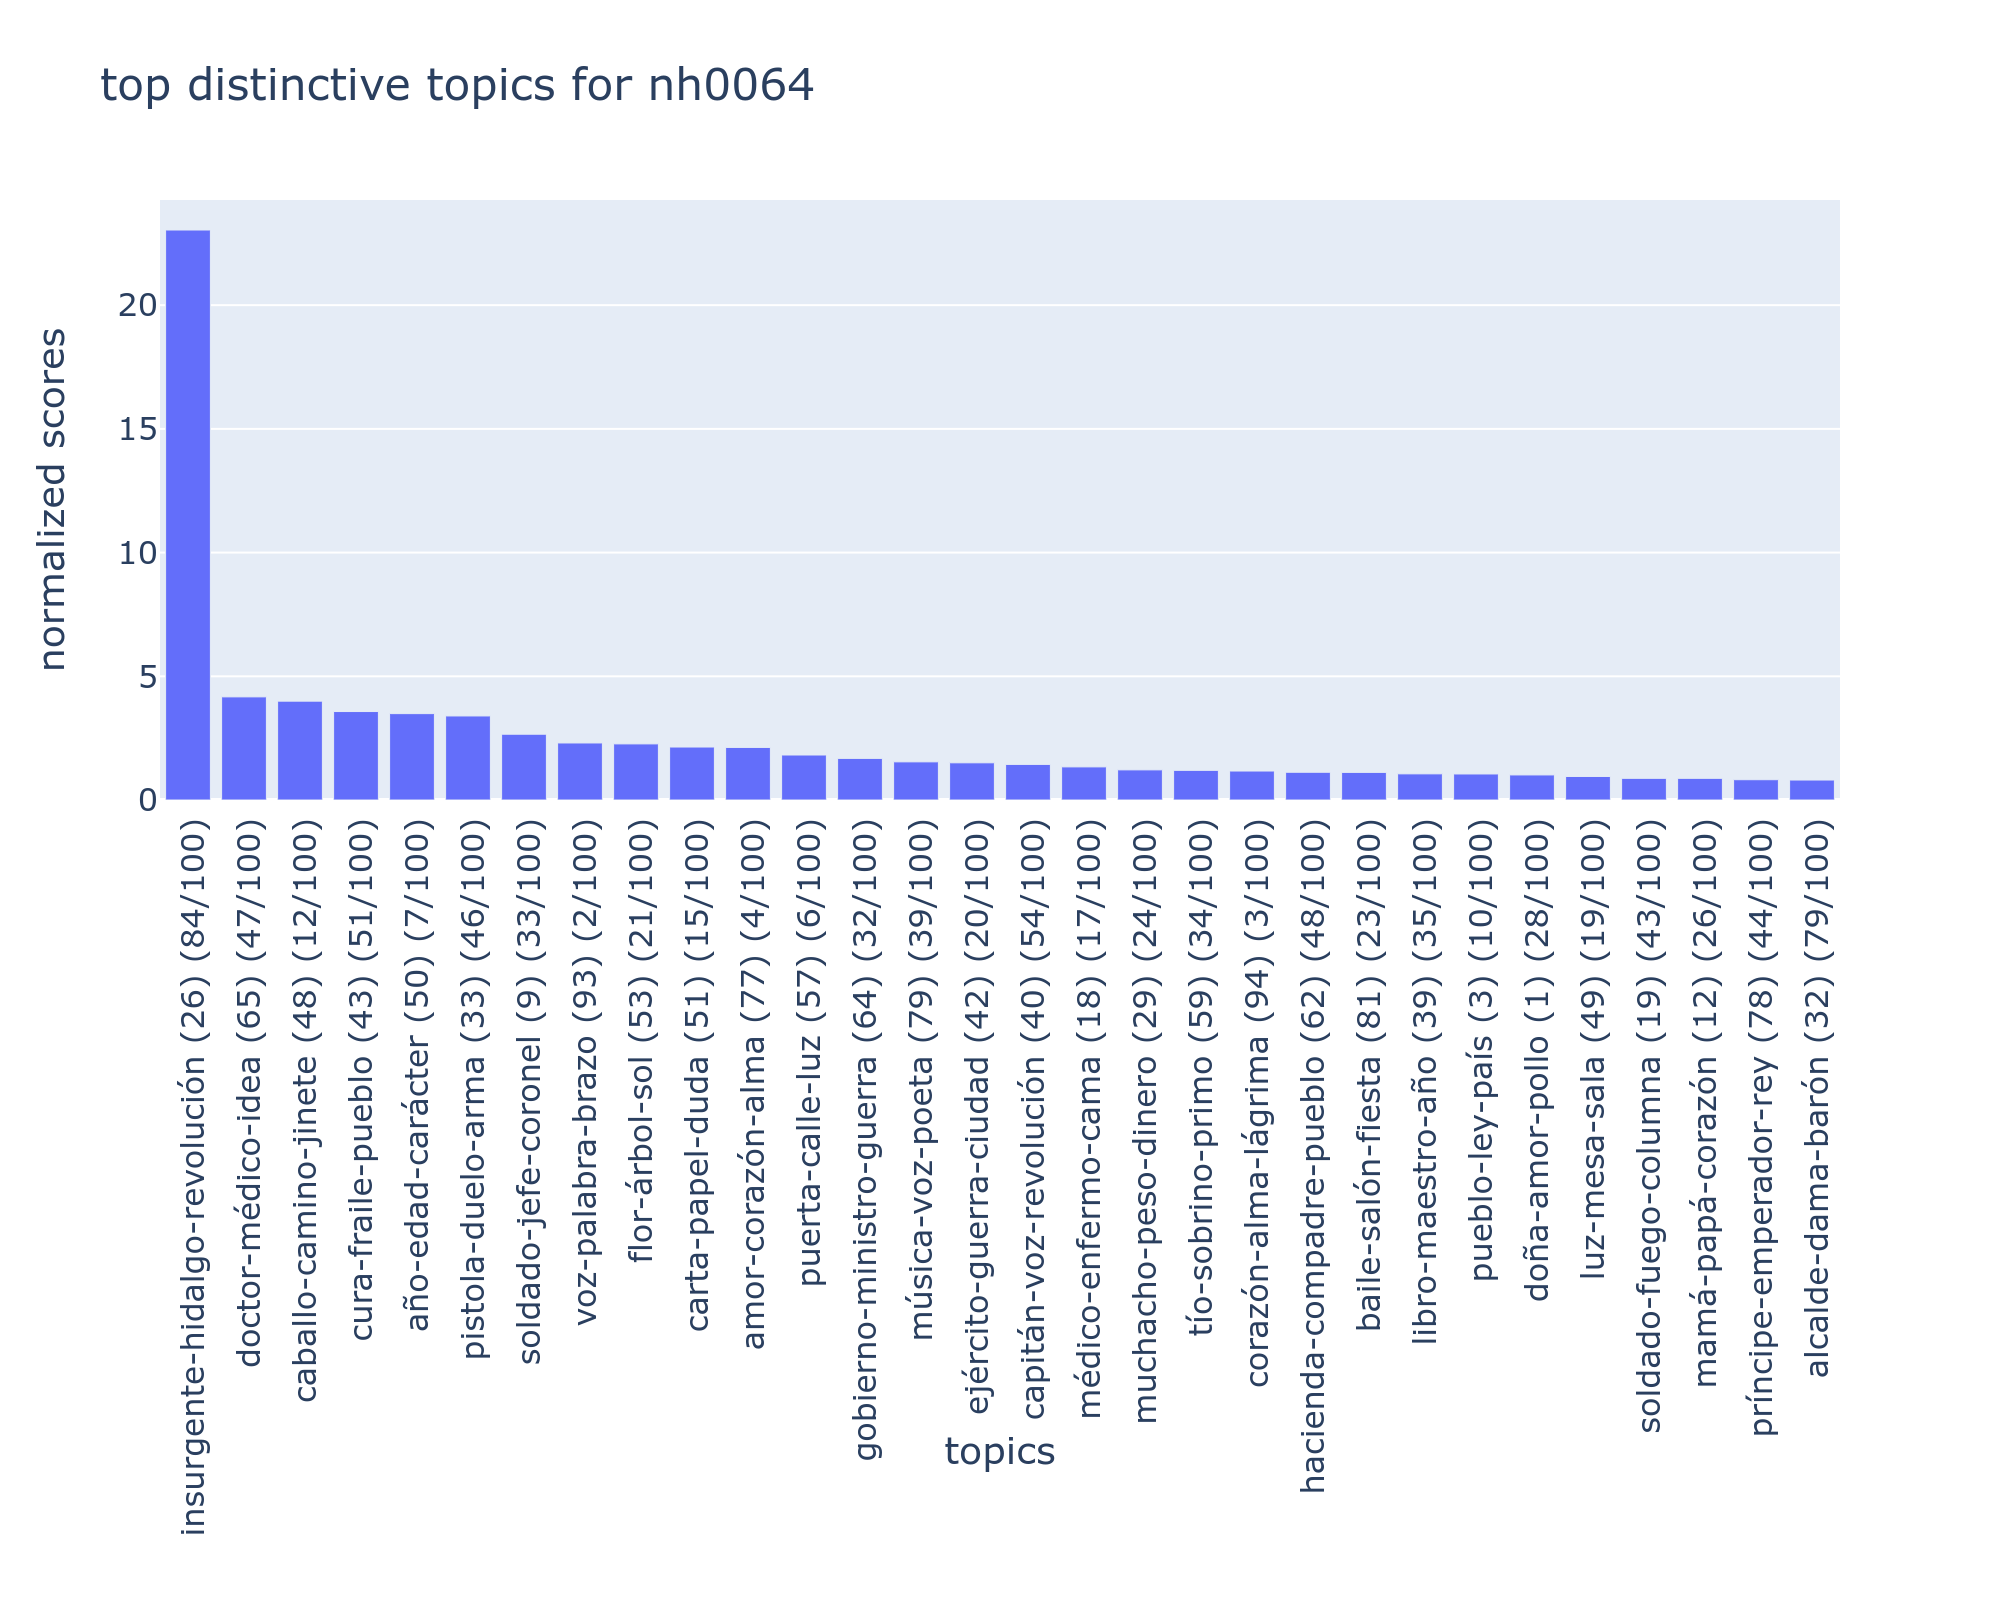 top distinctive topics for nh0064
normalized scores
20
15
10
5
0
insurgente-hidalgo-revolución (26) (84/100)
doctor-médico-idea (65) (47/100)
caballo-camino-jinete (48) (12/100)
cura-fraile-pueblo (43) (51/100)
año-edad-carácter (50) (7/100)
pistola-duelo-arma (33) (46/100)
soldado-jefe-coronel (9) (33/100)
voz-palabra-brazo (93) (2/100)
flor-árbol-sol (53) (21/100)
carta-papel-duda (51) (15/100)
amor-corazón-alma (77) (4/100)
puerta-calle-luz (57) (6/100)
gobierno-ministro-guerra (64) (32/100)
música-voz-poeta (79) (39/100)
ejército-guerra-ciudad (42) (20/100)
capitán-voz-revolución (40) (54/100)
médico-enfermo-cama (18) (17/100)
muchacho-peso-dinero (29) (24/100)
tío-sobrino-primo (59) (34/100)
corazón-alma-lágrima (94) (3/100)
hacienda-compadre-pueblo (62) (48/100)
baile-salón-fiesta (81) (23/100)
libro-maestro-año (39) (35/100)
pueblo-ley-país (3) (10/100)
doña-amor-pollo (1) (28/100)
luz-mesa-sala (49) (19/100)
soldado-fuego-columna (19) (43/100)
mamá-papá-corazón (12) (26/100)
príncipe-emperador-rey (78) (44/100)
alcalde-dama-barón (32) (79/100)
topics